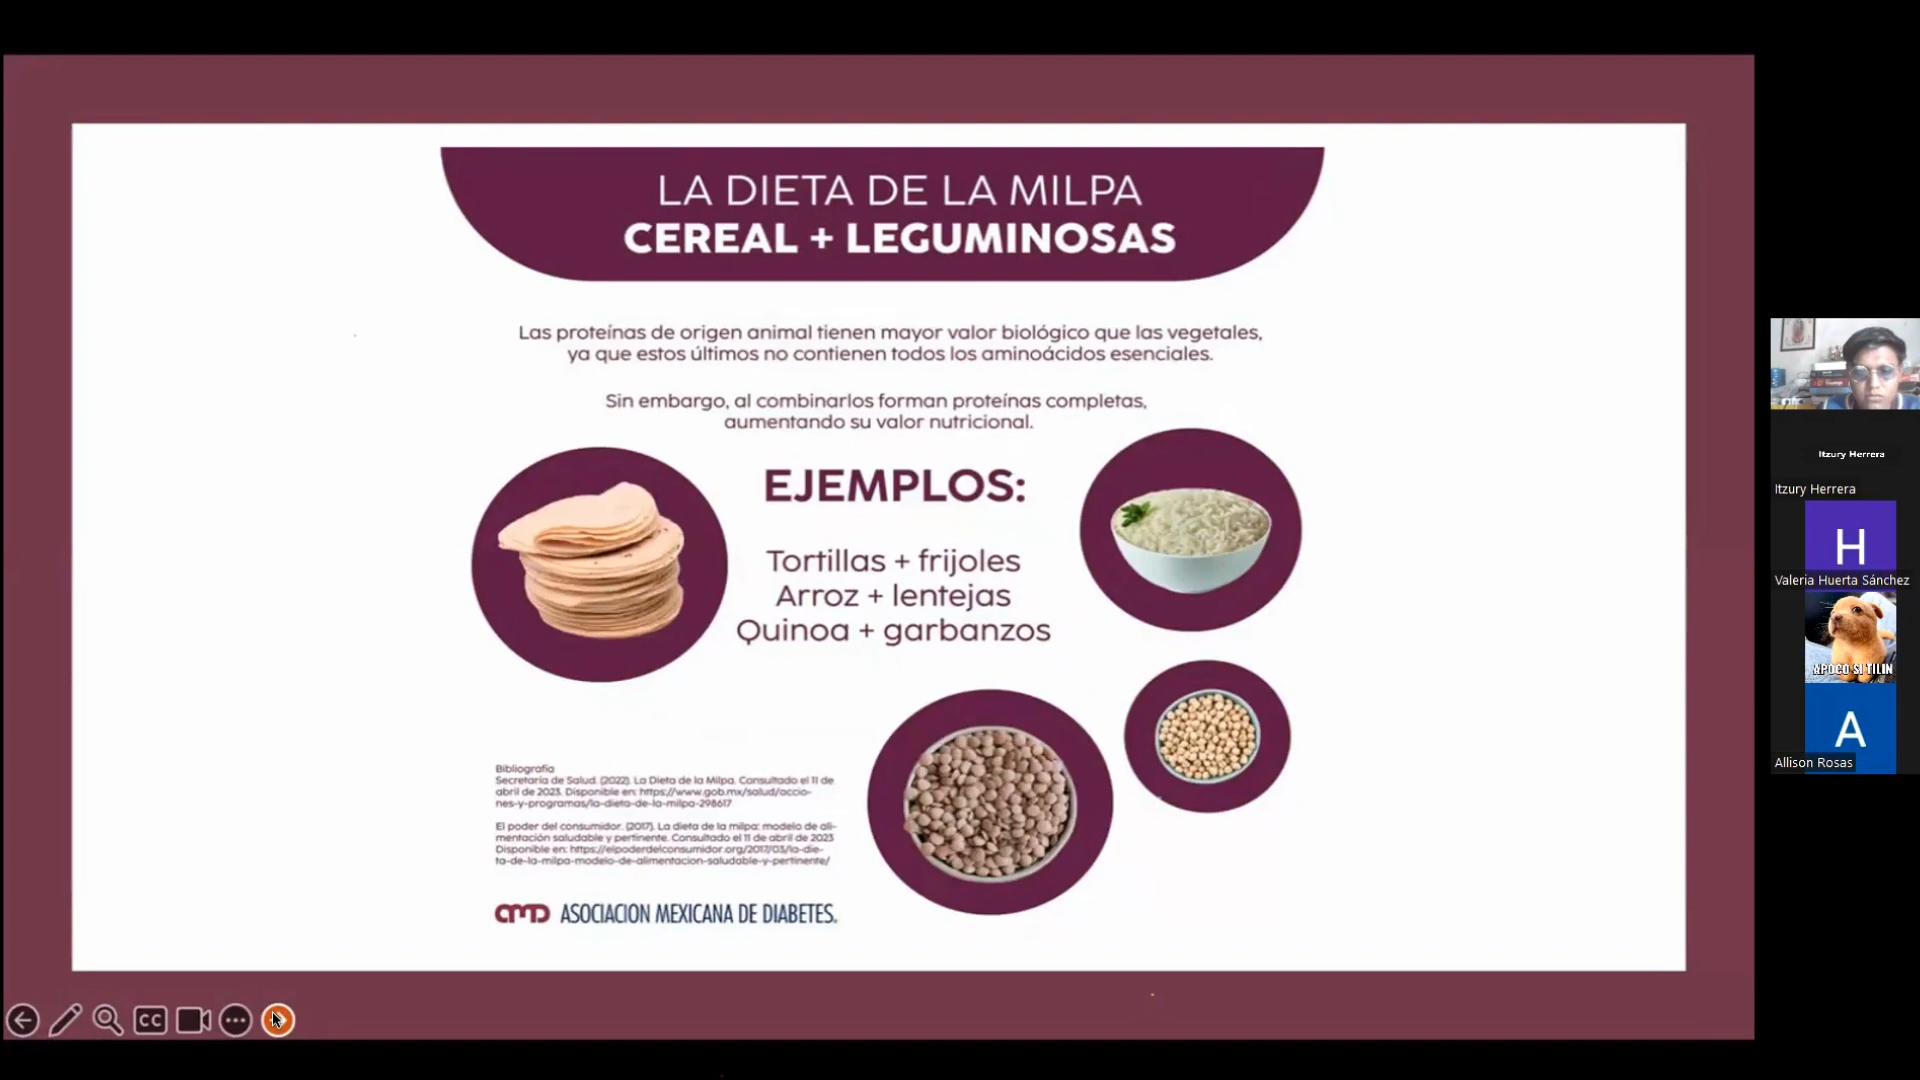 LA DIETA DE LA MILPA
CEREAL + LEGUMINOSAS
Las proteínas de origen animal tienen mayor valor biológico que las vegetales,
ya que estos últimos no contienen todos los aminoácidos esenciales.
Sin embargo, al combinarlos forman proteínas completas,
aumentando su valor nutricional.
EJEMPLOS:
Tortillas + frijoles
Arroz + lentejas
Quinoa + garbanzos
Bibliografía
Secretaría de Salud. (2022). La Dieta de la Milpa. Consultado el 11 de
abril de 2023. Disponible en: https://www.gob.mx/salud/accio-
nes-y-programas/la-dieta-de-la-milpa-298617
El poder del consumidor. (2017). La dieta de la milpa: modelo de ali-
mentación saludable y pertinente. Consultado el 11 de abril de 2023
Disponible en: https://elpoderdelconsumidor.org/2017/03/la-die-
ta-de-la-milpa-modelo-de-alimentacion-saludable-y-pertinente/
amd ASOCIACION MEXICANA DE DIABETES.
CC
Itzury Herrera
Itzury Herrera
H
Valeria Huerta Sánchez
APOCO SI TILIN
A
Allison Rosas